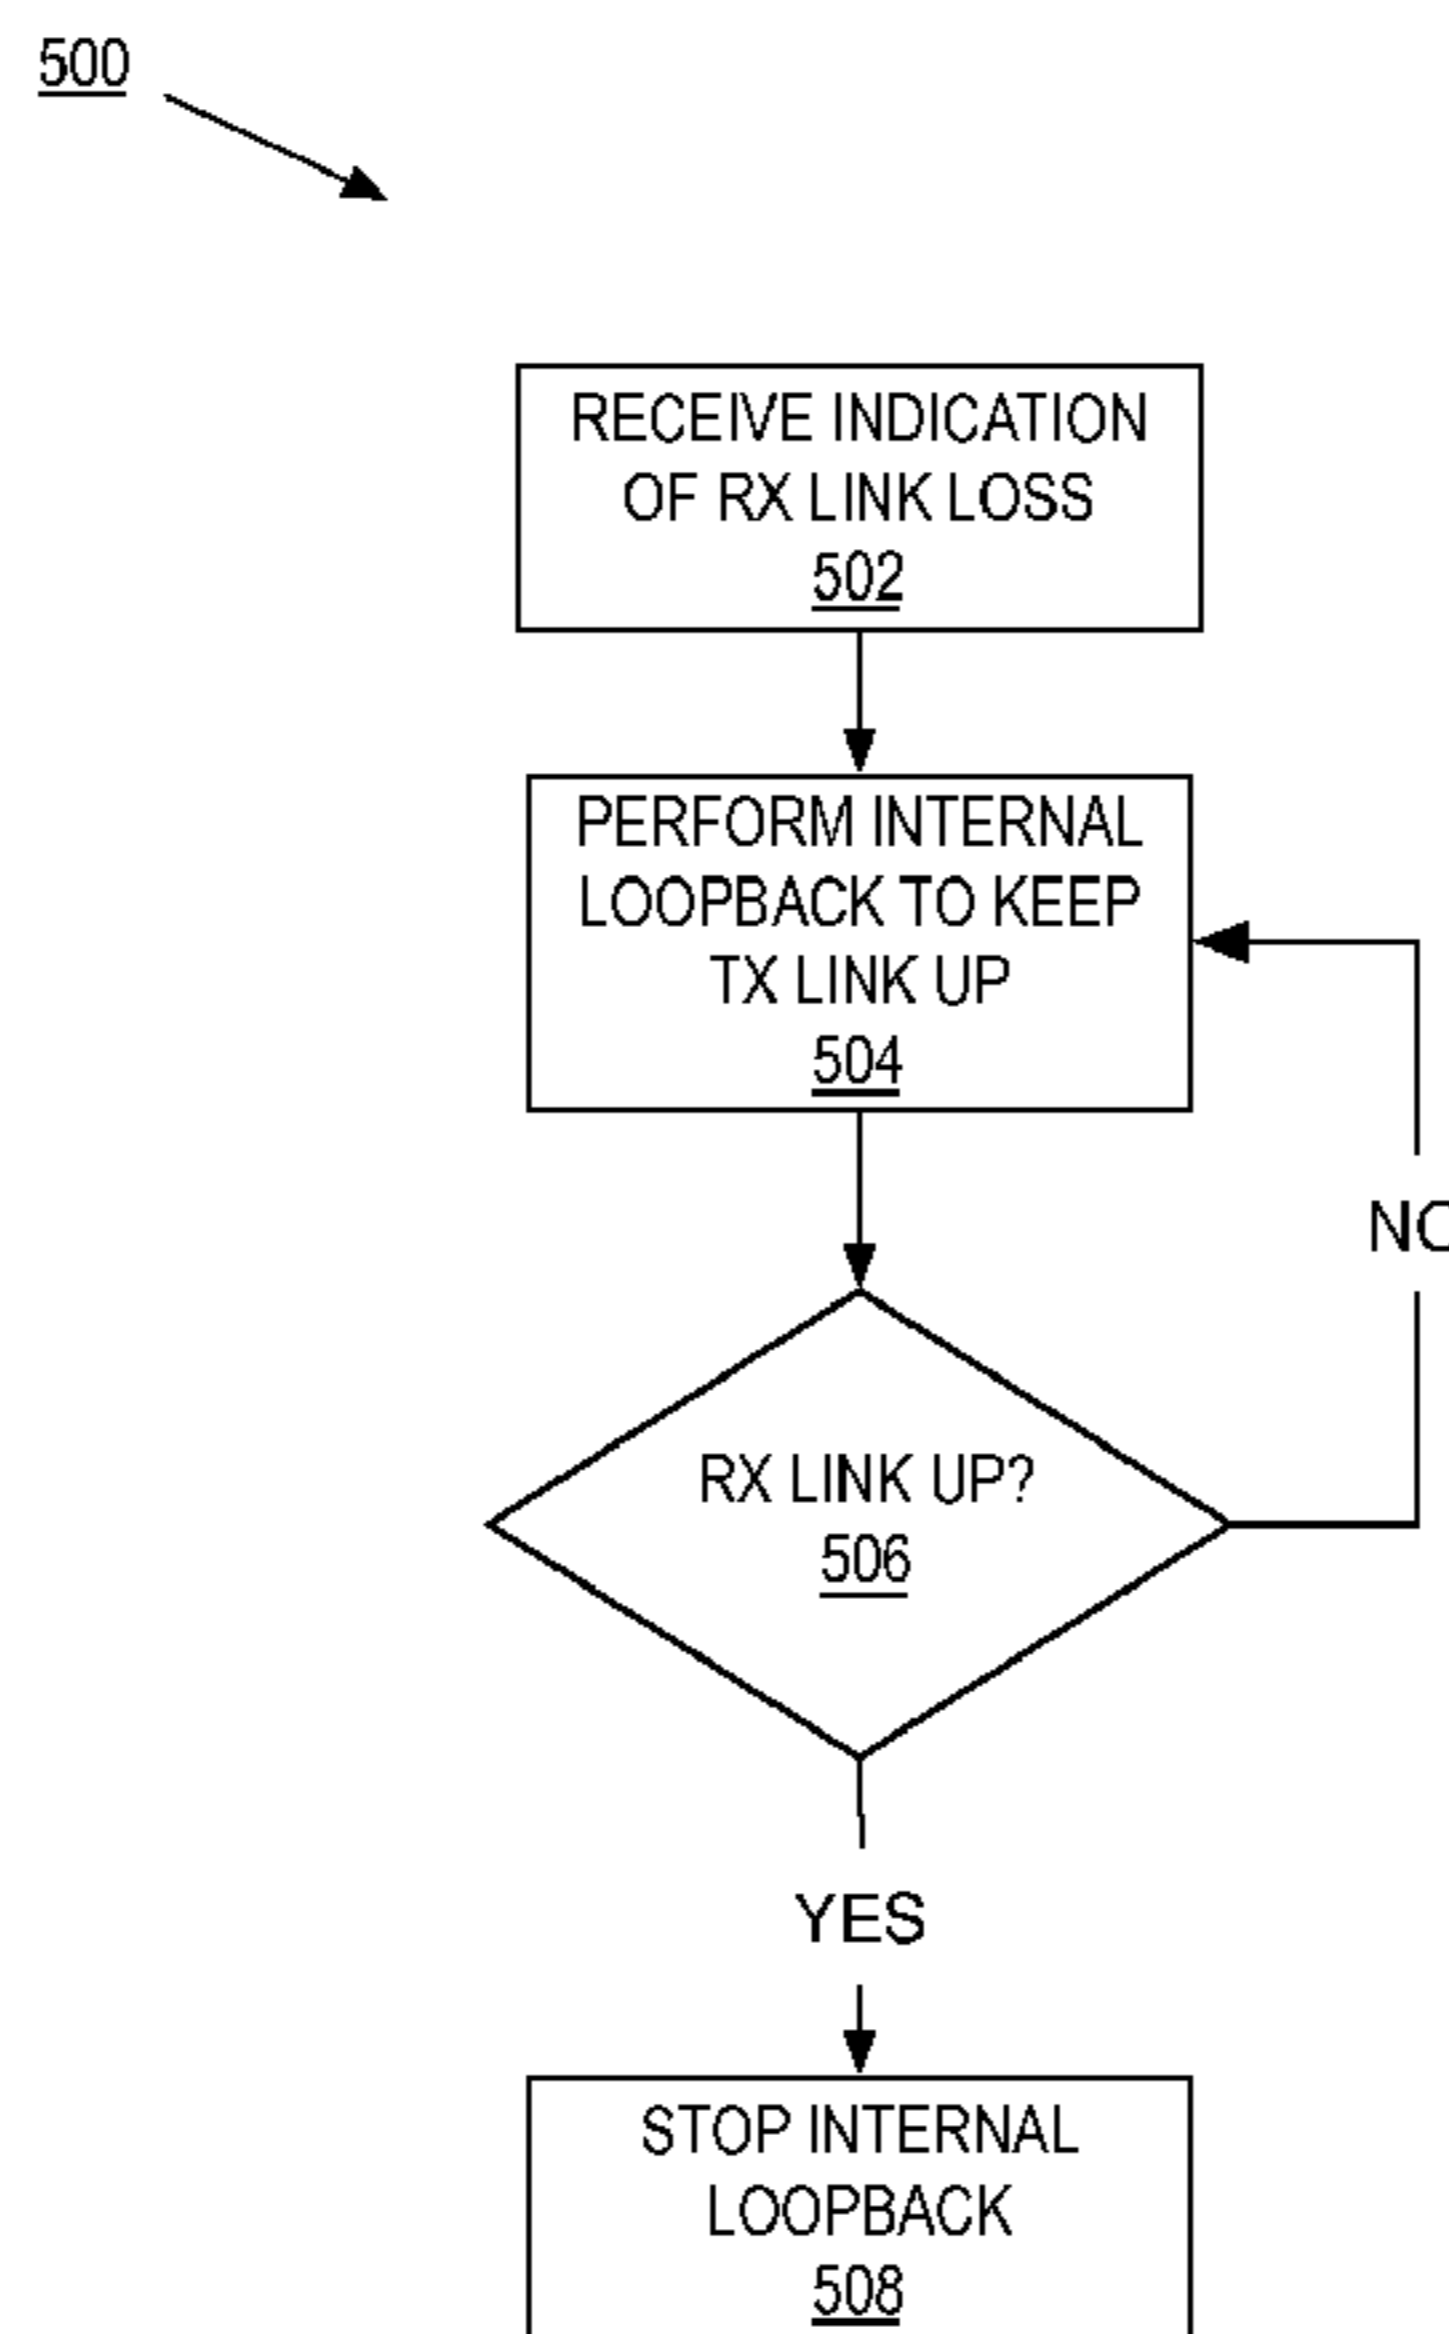 500
RECEIVE INDICATION
OF RX LINK LOSS
502
PERFORM INTERNAL
LOOPBACK TO KEEP
TX LINK UP
504
NO
RX LINK UP?
506
YES
STOP INTERNAL
LOOPBACK
508